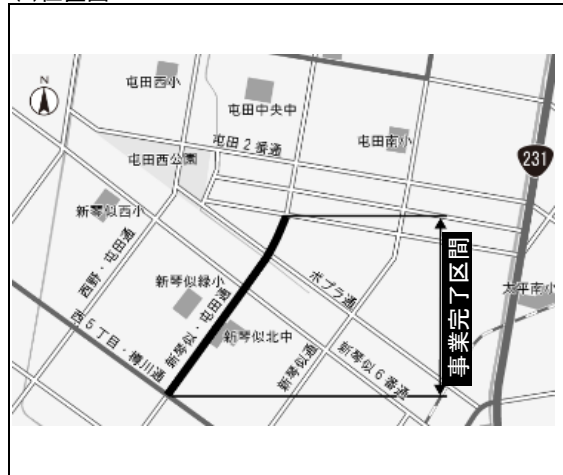 N
屯田西小
屯田中央中
屯田2番通
屯田南小
屯田西公園
231
新琴似西小
西野・屯田通
新琴似緑小
新琴似・屯田通
ポプラ通
太平南小
新琴似北中
西5丁目・樽川通
新琴似通
新琴似6番通
事業完了区間